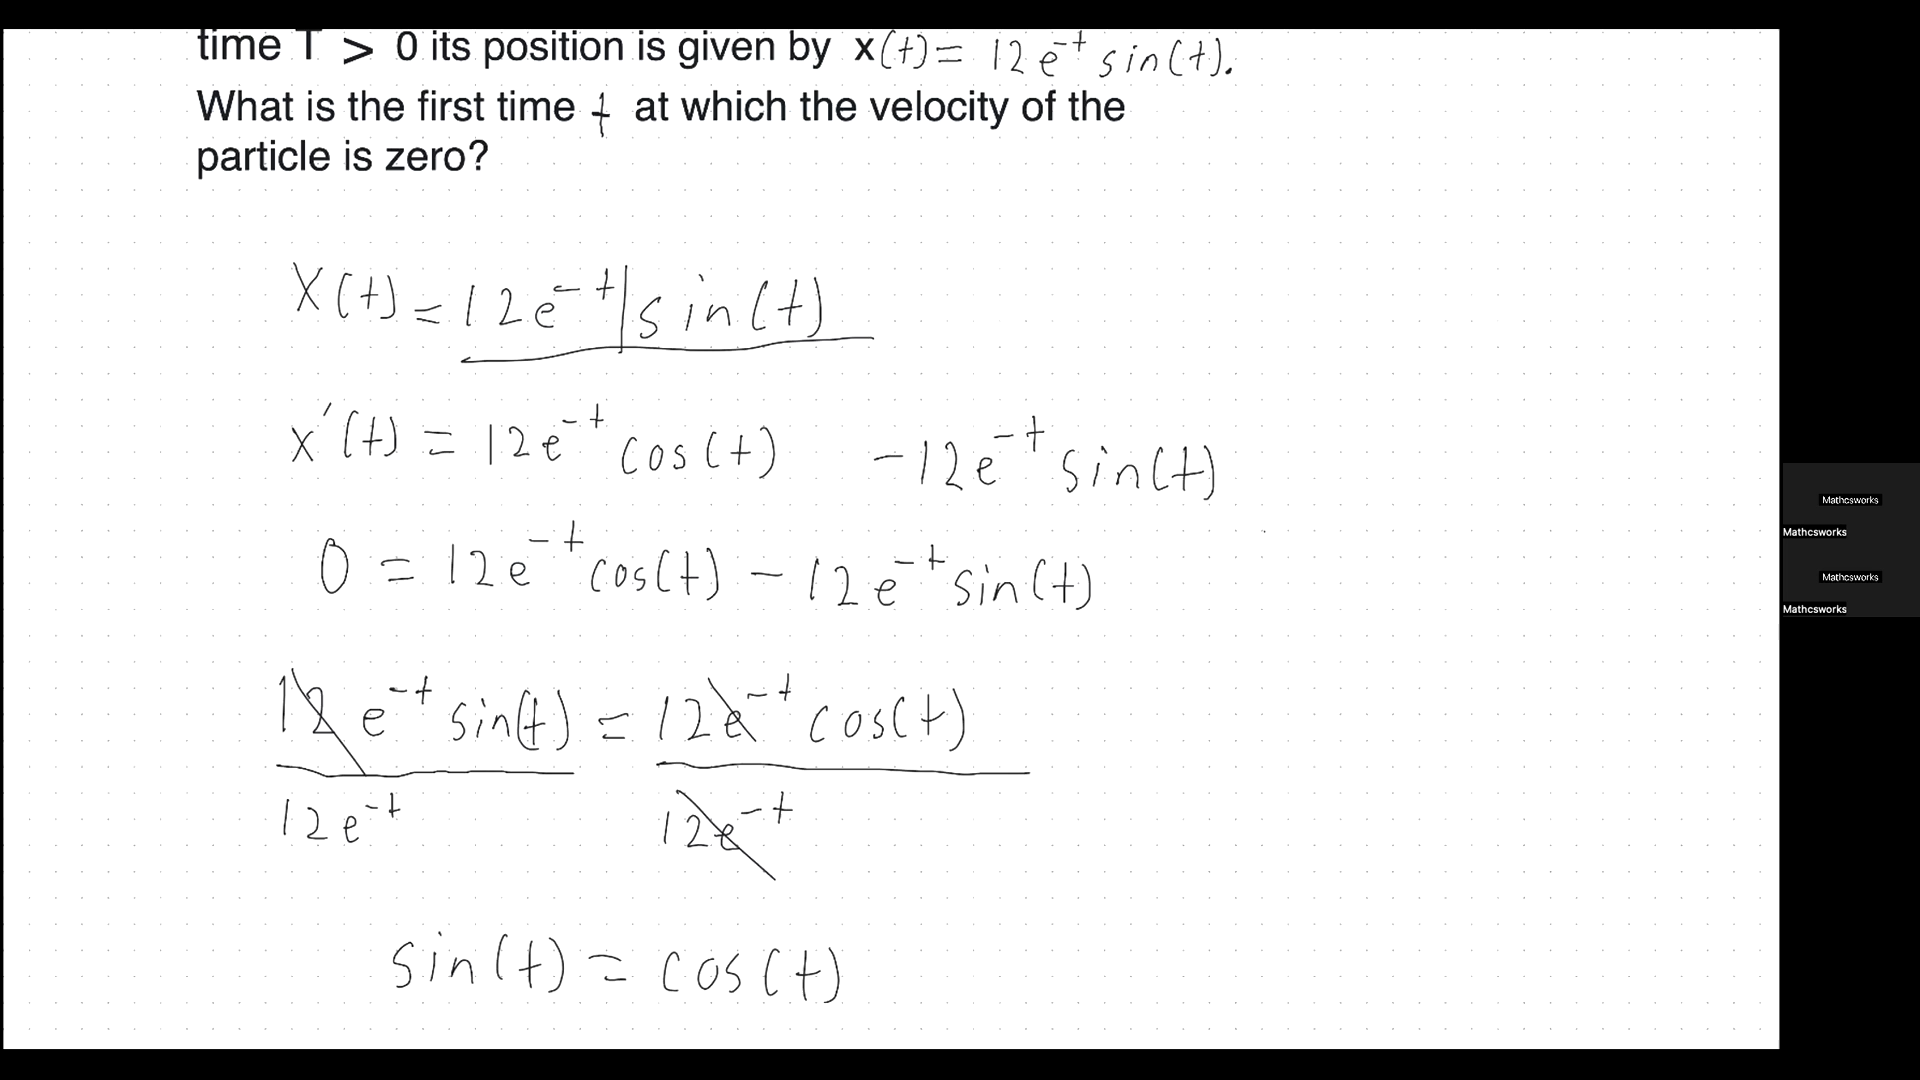 time T > 0 its position is given by x(t) = 12e^-t sin(t).
What is the first time t at which the velocity of the
particle is zero?
X(t) = 12e^-t | sin(t)
x'(t) = 12e^-t cos(t) - 12e^-t sin(t)
0 = 12e^-t cos(t) - 12e^-t sin(t)
12e^-t sin(t) = 12e^-t cos(t)
12e^-t 12e^-t
sin(t) = cos(t)
Mathcsworks
Mathcsworks
Mathcsworks
Mathcsworks